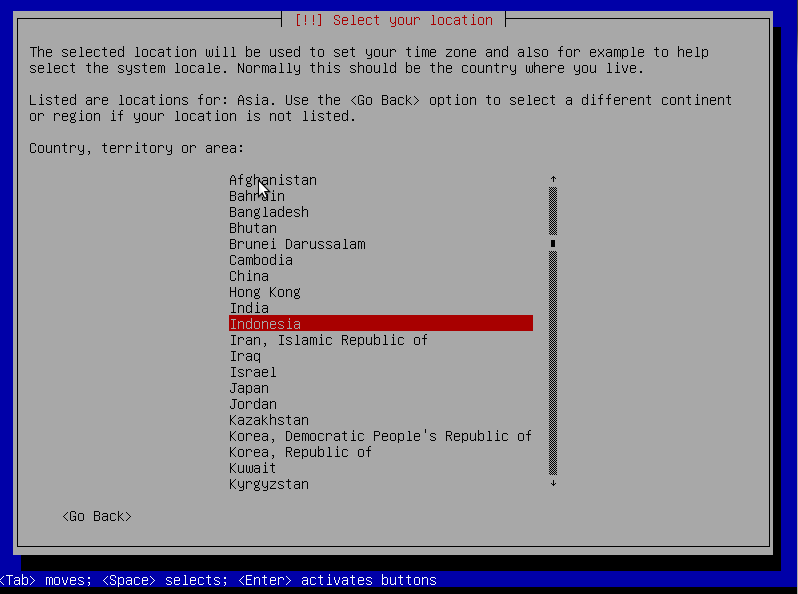 [!!] Select your location
The selected location will be used to set your time zone and also for example to help
select the system locale. Normally this should be the country where you live.
Listed are locations for: Asia. Use the <Go Back> option to select a different continent
or region if your location is not listed.
Country, territory or area:
Afghanistan
Bahrain
Bangladesh
Bhutan
Brunei Darussalam
Cambodia
China
Hong Kong
India
Indonesia
Iran, Islamic Republic of
Iraq
Israel
Japan
Jordan
Kazakhstan
Korea, Democratic People's Republic of
Korea, Republic of
Kuwait
Kyrgyzstan
<Go Back>
<Tab> moves; <Space> selects; <Enter> activates buttons